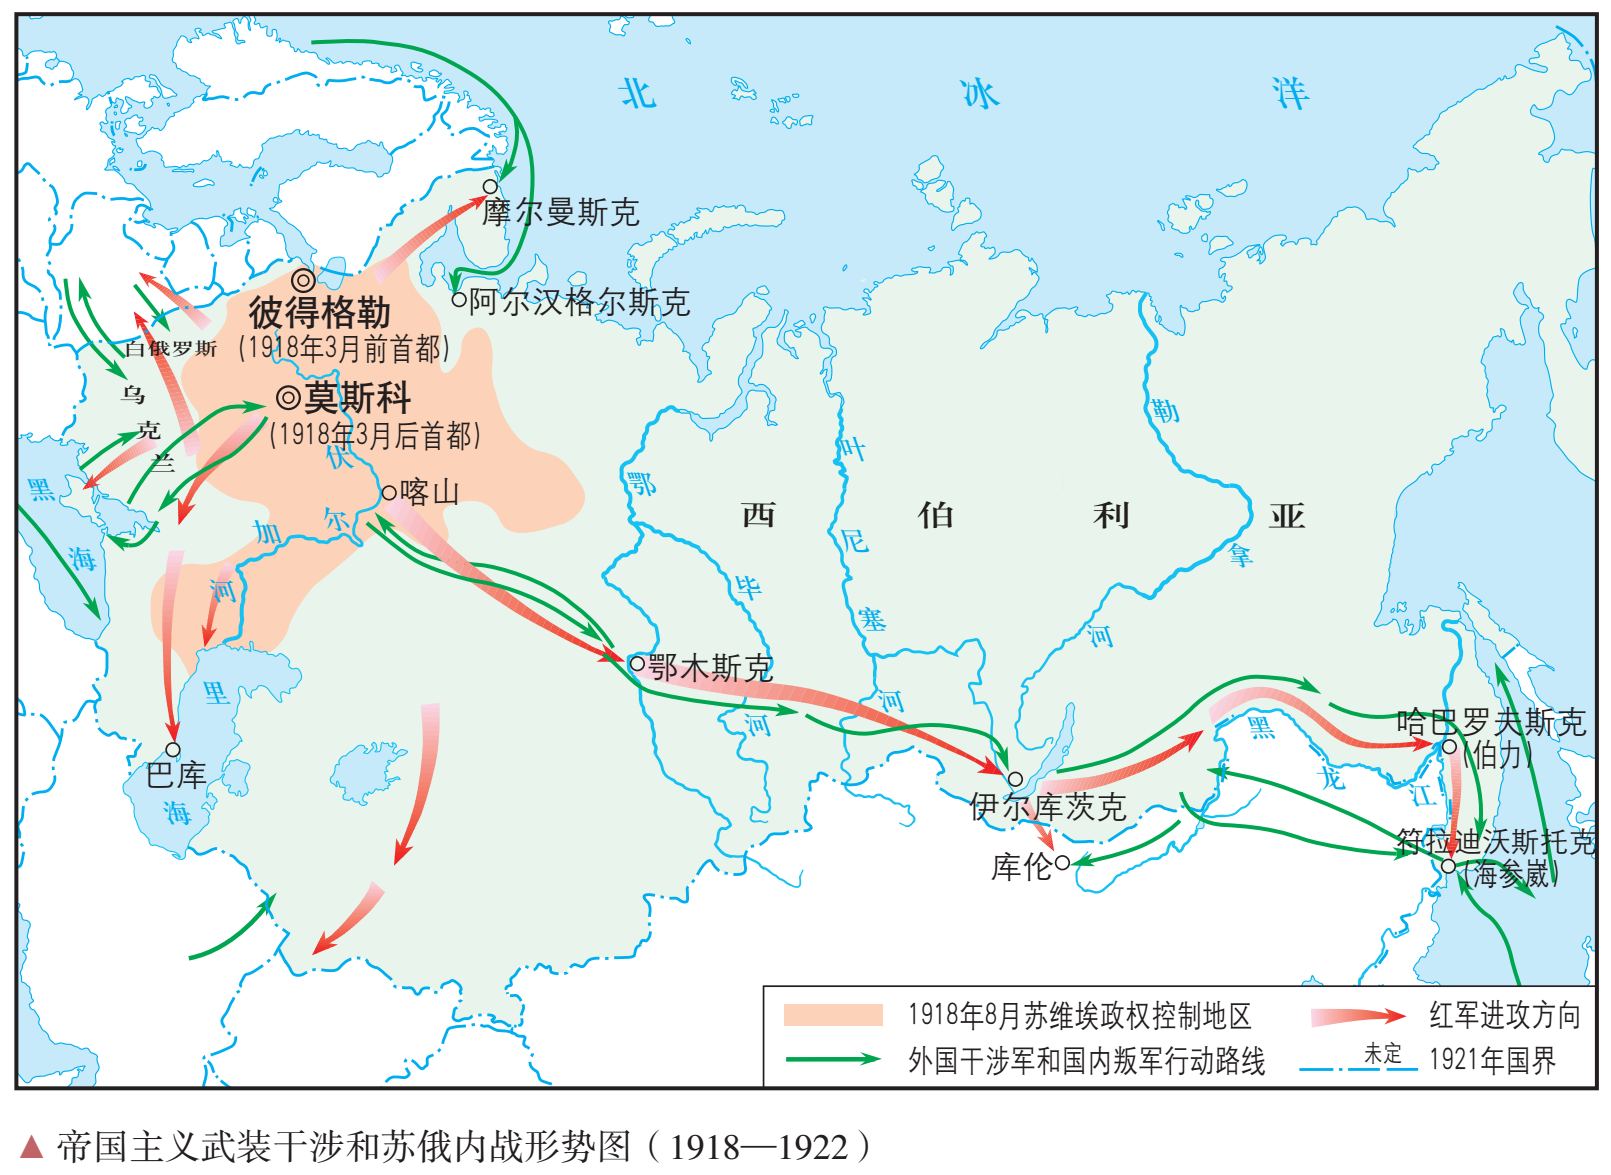 北 冰 洋
摩尔曼斯克
阿尔汉格尔斯克
彼得格勒
(1918年3月前首都)
白俄罗斯
乌克兰
莫斯科
(1918年3月后首都)
伏尔加河
喀山
黑海
里海
巴库
鄂毕河
鄂木斯克
叶尼塞河
勒拿河
西 伯 利 亚
伊尔库茨克
库伦
黑龙江
哈巴罗夫斯克
(伯力)
符拉迪沃斯托克
(海参崴)
1918年8月苏维埃政权控制地区
红军进攻方向
外国干涉军和国内叛军行动路线
未定
1921年国界
▲ 帝国主义武装干涉和苏俄内战形势图（1918—1922）